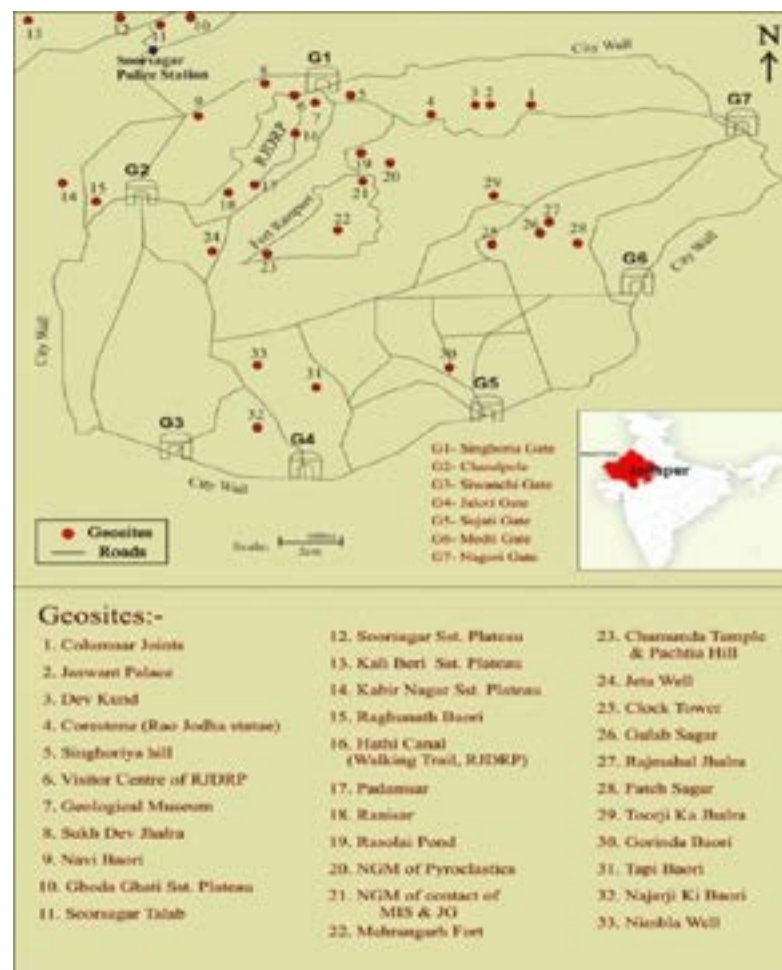 13
12
11
10
Soorsagar
Police Station
G1
City Wall
N
8
9
6
5
7
16
RJDRP
4
3
2
1
G7
G2
14
15
19
20
21
17
18
29
22
Fort Rampart
24
23
26
27
28
G6
City Wall
City Wall
33
31
30
32
G3
G4
G5
City Wall
G1- Singhoria Gate
G2- Chandpole
G3- Siwanchi Gate
G4- Jalori Gate
G5- Sojati Gate
G6- Medti Gate
G7- Nagori Gate
Geosites
Roads
Scale:
2cm
Geosites:-
1. Columnar Joints
2. Jaswant Palace
3. Dev Kund
4. Corestone (Rao Jodha statue)
5. Singhoriya hill
6. Visitor Centre of RJDRP
7. Geological Museum
8. Sukh Dev Jhalra
9. Navi Baori
10. Ghoda Ghati Sst. Plateau
11. Soorsagar Talab
12. Soorsagar Sst. Plateau
13. Kali Beri Sst. Plateau
14. Kabir Nagar Sst. Plateau
15. Raghunath Baori
16. Hathi Canal
(Walking Trail, RJDRP)
17. Padamsar
18. Ranisar
19. Rasolai Pond
20. NGM of Pyroclastics
21. NGM of contact of
MIS & JG
22. Mehrangarh Fort
23. Chamunda Temple
& Pachtia Hill
24. Jeta Well
25. Clock Tower
26. Gulab Sagar
27. Rajmahal Jhalra
28. Fateh Sagar
29. Toorji Ka Jhalra
30. Gorinda Baori
31. Tapi Baori
32. Najarji Ki Baori
33. Nimbla Well